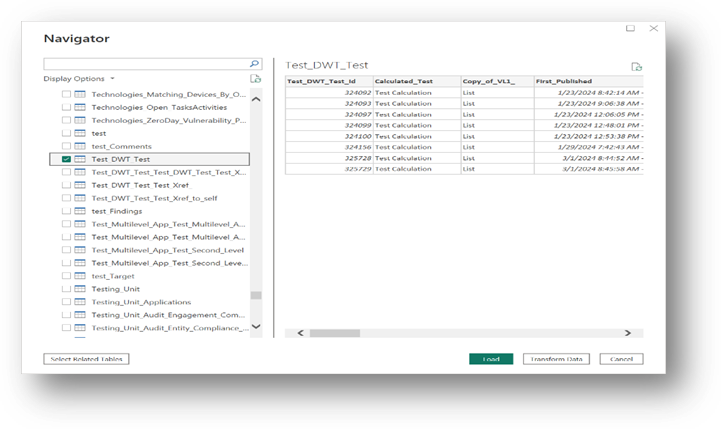 Navigator
Display Options
Technologies_Matching_Devices_By_O...
Technologies_Open_TasksActivities
Technologies_ZeroDay_Vulnerability_P...
test
test_Comments
Test_DWT_Test
Test_DWT_Test_Test_DWT_Test_Test_X...
Test_DWT_Test_Test_Xref
Test_DWT_Test_Test_Xref_to_self
test_Findings
Test_Multilevel_App_Test_Multilevel_A...
Test_Multilevel_App_Test_Multilevel_A...
Test_Multilevel_App_Test_Second_Level
Test_Multilevel_App_Test_Second_Leve...
test_Target
Testing_Unit
Testing_Unit_Applications
Testing_Unit_Audit_Engagement_Com...
Testing_Unit_Audit_Entity_Compliance_...
Select Related Tables
Test_DWT_Test
Test_DWT_Test_Id Calculated_Test Copy_of_VL1_ First_Published
324092 Test Calculation List 1/23/2024 8:42:14 AM -
324093 Test Calculation List 1/23/2024 9:06:38 AM -
324097 Test Calculation List 1/23/2024 12:06:05 PM -
324099 Test Calculation List 1/23/2024 12:48:01 PM -
324100 Test Calculation List 1/23/2024 12:53:38 PM -
324156 Test Calculation List 1/29/2024 7:42:43 AM -
325728 Test Calculation List 3/1/2024 8:44:52 AM -
325729 Test Calculation List 3/1/2024 8:45:58 AM -
Load Transform Data Cancel